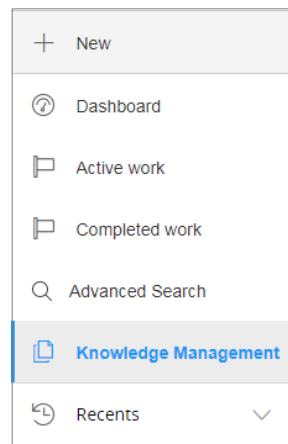 New
Dashboard
Active work
Completed work
Advanced Search
Knowledge Management
Recents